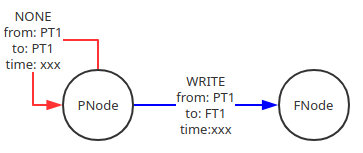 NONE
from: PT1
to: PT1
time: xxx
PNode
WRITE
from: PT1
to: FT1
time:xxx
FNode